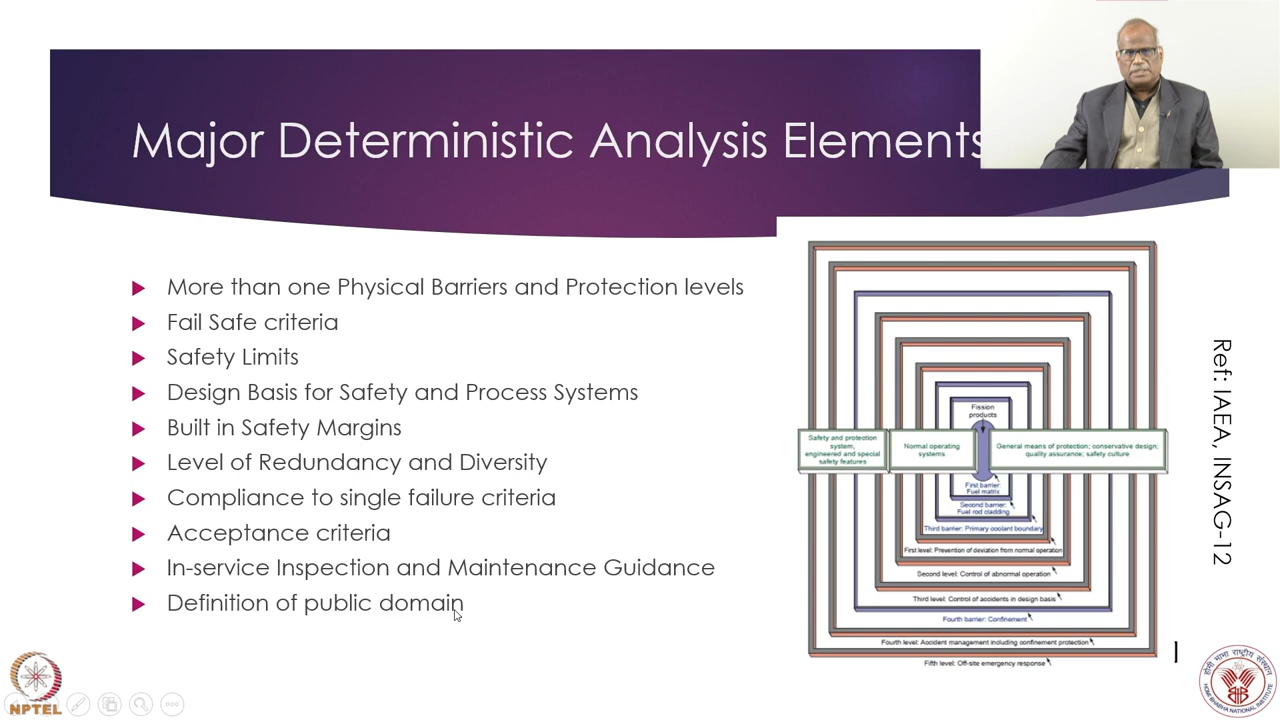 Major Deterministic Analysis Elements
More than one Physical Barriers and Protection levels
Fail Safe criteria
Safety Limits
Design Basis for Safety and Process Systems
Built in Safety Margins
Level of Redundancy and Diversity
Compliance to single failure criteria
Acceptance criteria
In-service Inspection and Maintenance Guidance
Definition of public domain
Fission
products
Safety and protection
system,
engineered and special
safety features
Normal operating
systems
General means of protection; conservative design;
quality assurance; safety culture
First barrier:
Fuel matrix
Second barrier:
Fuel rod cladding
Third barrier: Primary coolant boundary
First level: Prevention of deviation from normal operation
Second level: Control of abnormal operation
Third level: Control of accidents in design basis
Fourth barrier: Confinement
Fourth level: Accident management including confinement protection
Fifth level: Off-site emergency response
Ref: IAEA, INSAG-12
NPTEL
होमी भाभा राष्ट्रीय संस्थान
HOMI BHABHA NATIONAL INSTITUTE